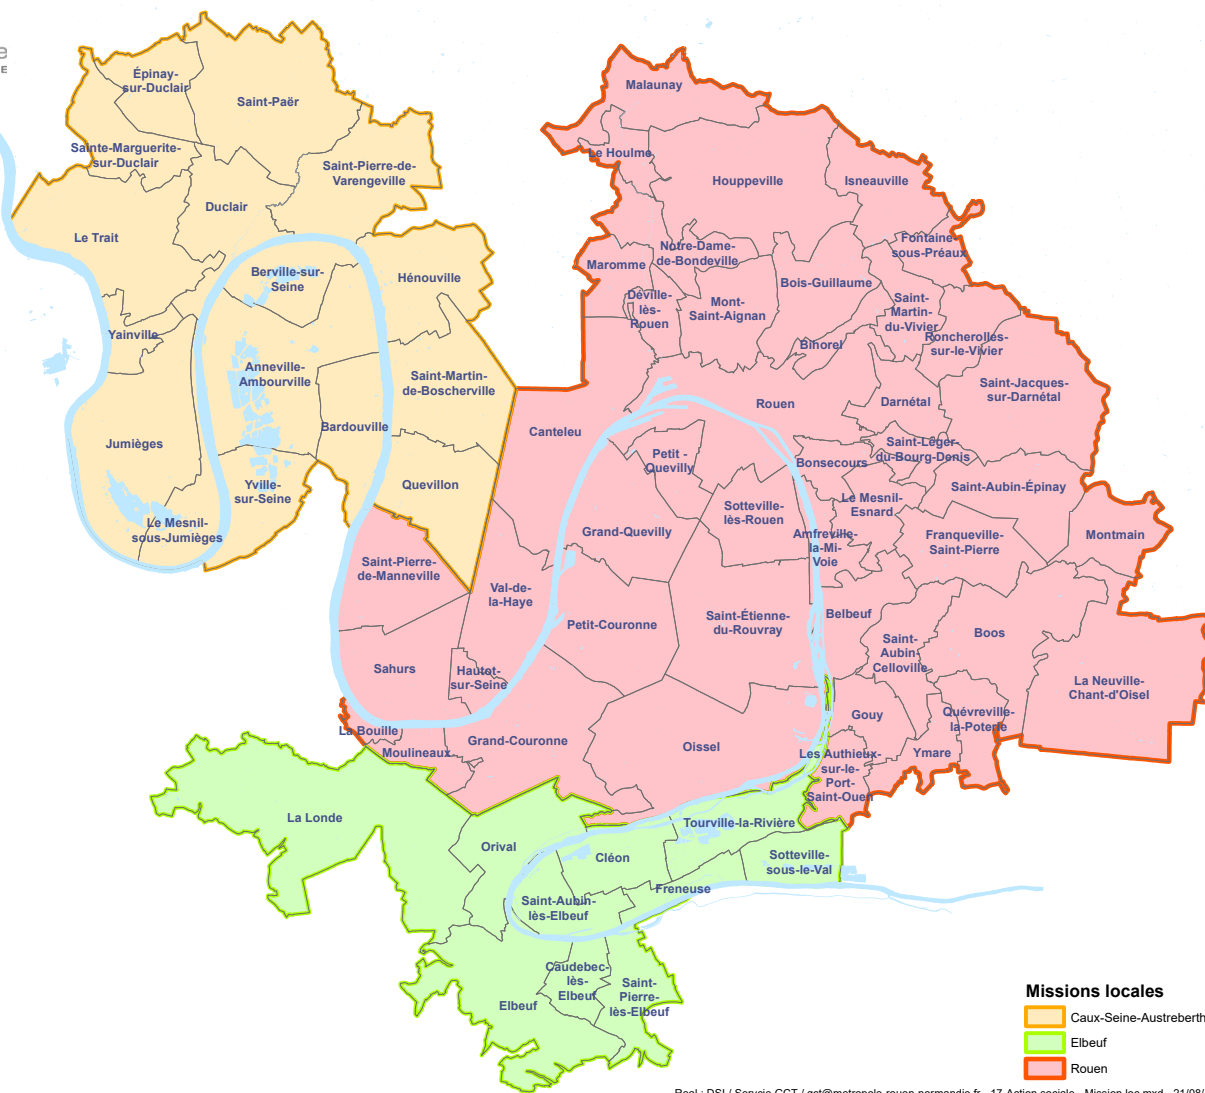 E
Malaunay
Épinay-
sur-Duclair
Saint-Paër
Sainte-Marguerite-
sur-Duclair
Le Houlme
Saint-Pierre-de-
Varengeville
Houppeville
Isneauville
Duclair
Le Trait
Notre-Dame-
de-Bondeville
Fontaine-
sous-Préaux
Maromme
Berville-sur-
Seine
Hénouville
Bois-Guillaume
Déville-
lès-
Rouen
Mont-
Saint-Aignan
Saint-
Martin-
du-Vivier
Yainville
Bihorel
Roncherolles-
sur-le-Vivier
Anneville-
Ambourville
Saint-Martin-
de-Boscherville
Saint-Jacques-
sur-Darnétal
Rouen
Darnétal
Bardouville
Canteleu
Jumièges
Saint-Léger-
du-Bourg-Denis
Petit -
Quevilly
Bonsecours
Quevillon
Yville-
sur-Seine
Saint-Aubin-Épinay
Le Mesnil-
Esnard
Sotteville-
lès-Rouen
Le Mesnil-
sous-Jumièges
Grand-Quevilly
Amfreville-
la-Mi-
Voie
Franqueville-
Saint-Pierre
Montmain
Saint-Pierre-
de-Manneville
Val-de-
la-Haye
Petit-Couronne
Saint-Étienne-
du-Rouvray
Belbeuf
Boos
Saint-
Aubin-
Celloville
Sahurs
Hautot-
sur-Seine
La Neuville-
Chant-d'Oisel
Gouy
Quévreville-
la-Poterie
La Bouille
Moulineaux
Grand-Couronne
Oissel
Les Authieux-
sur-le-
Port-
Saint-Ouen
Ymare
La Londe
Tourville-la-Rivière
Orival
Cléon
Sotteville-
sous-le-Val
Freneuse
Saint-Aubin-
lès-Elbeuf
Caudebec-
lès-
Elbeuf
Saint-
Pierre-
lès-Elbeuf
Elbeuf
Missions locales
Caux-Seine-Austreberth
Elbeuf
Rouen